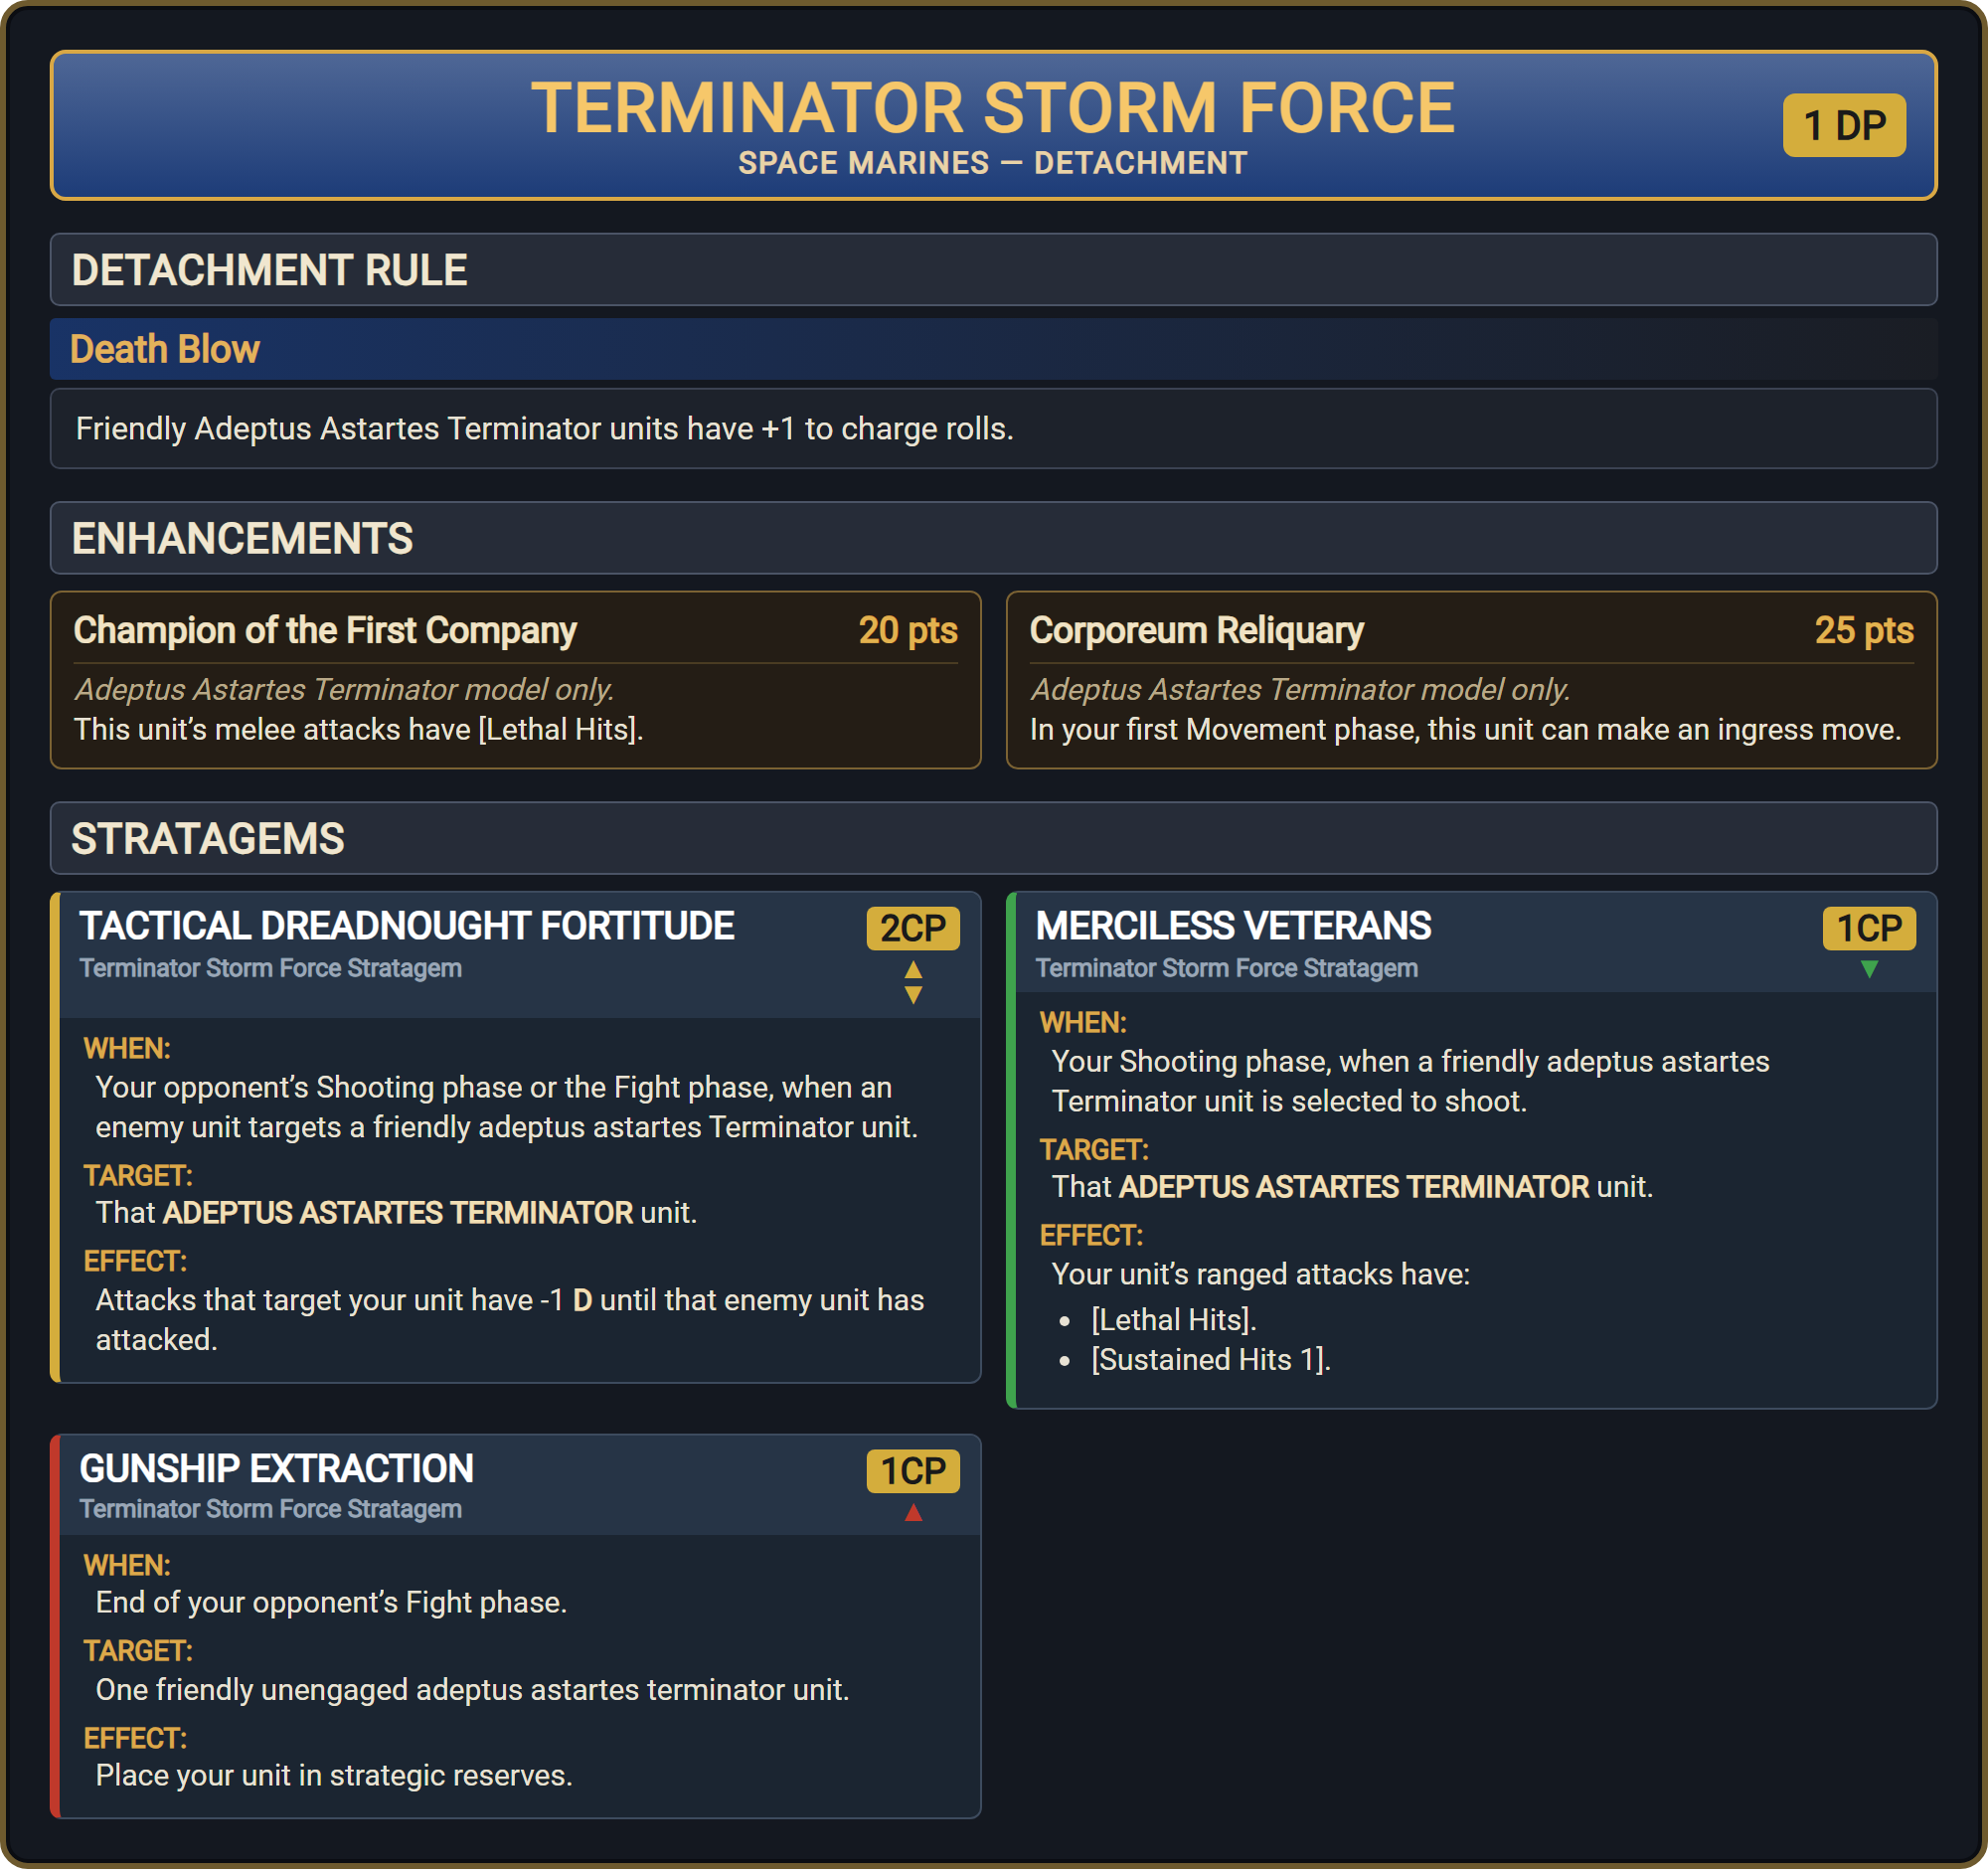 TERMINATOR STORM FORCE
SPACE MARINES — DETACHMENT
1 DP
DETACHMENT RULE
Death Blow
Friendly Adeptus Astartes Terminator units have +1 to charge rolls.
ENHANCEMENTS
Champion of the First Company 20 pts
Adeptus Astartes Terminator model only.
This unit’s melee attacks have [Lethal Hits].
Corporeum Reliquary 25 pts
Adeptus Astartes Terminator model only.
In your first Movement phase, this unit can make an ingress move.
STRATAGEMS
TACTICAL DREADNOUGHT FORTITUDE 2CP
Terminator Storm Force Stratagem
▲
▼
WHEN:
Your opponent’s Shooting phase or the Fight phase, when an
enemy unit targets a friendly adeptus astartes Terminator unit.
TARGET:
That ADEPTUS ASTARTES TERMINATOR unit.
EFFECT:
Attacks that target your unit have -1 D until that enemy unit has
attacked.
MERCILESS VETERANS 1CP
Terminator Storm Force Stratagem ▼
WHEN:
Your Shooting phase, when a friendly adeptus astartes
Terminator unit is selected to shoot.
TARGET:
That ADEPTUS ASTARTES TERMINATOR unit.
EFFECT:
Your unit’s ranged attacks have:
• [Lethal Hits].
• [Sustained Hits 1].
GUNSHIP EXTRACTION 1CP
Terminator Storm Force Stratagem ▲
WHEN:
End of your opponent’s Fight phase.
TARGET:
One friendly unengaged adeptus astartes terminator unit.
EFFECT:
Place your unit in strategic reserves.